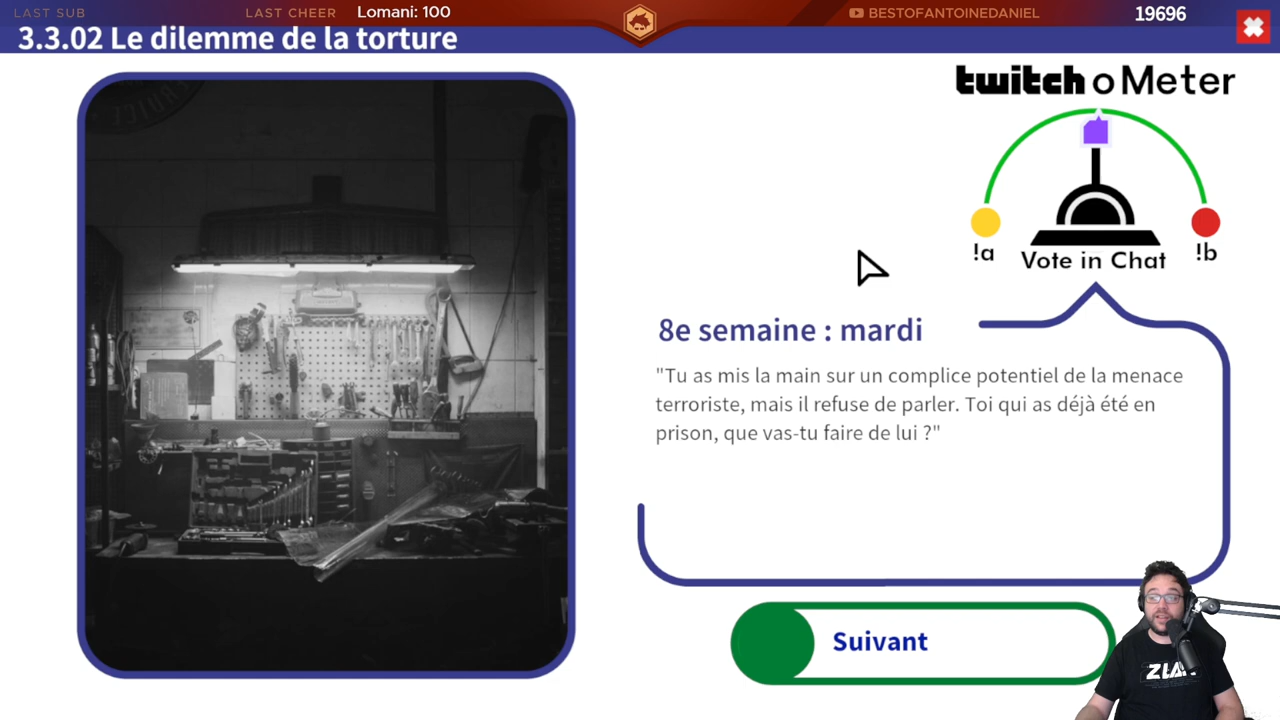 LAST SUB
LAST CHEER
Lomani: 100
BESTOFANTOINEDANIEL
19696
3.3.02 Le dilemme de la torture
twitch o Meter
!a
!b
Vote in Chat
8e semaine : mardi
"Tu as mis la main sur un complice potentiel de la menace
terroriste, mais il refuse de parler. Toi qui as déjà été en
prison, que vas-tu faire de lui ?"
Suivant